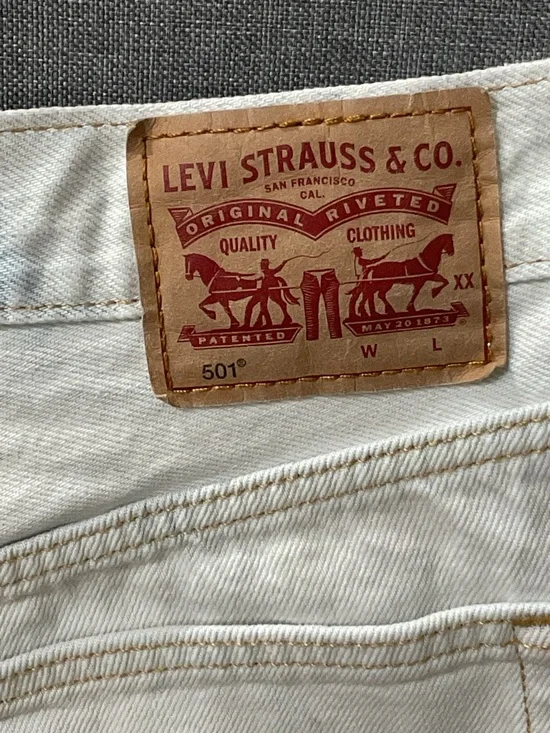 LEVI STRAUSS & CO.
SAN FRANCISCO
CAL.
ORIGINAL RIVETED
QUALITY CLOTHING
XX
PATENTED MAY 20 1873
W L
501®